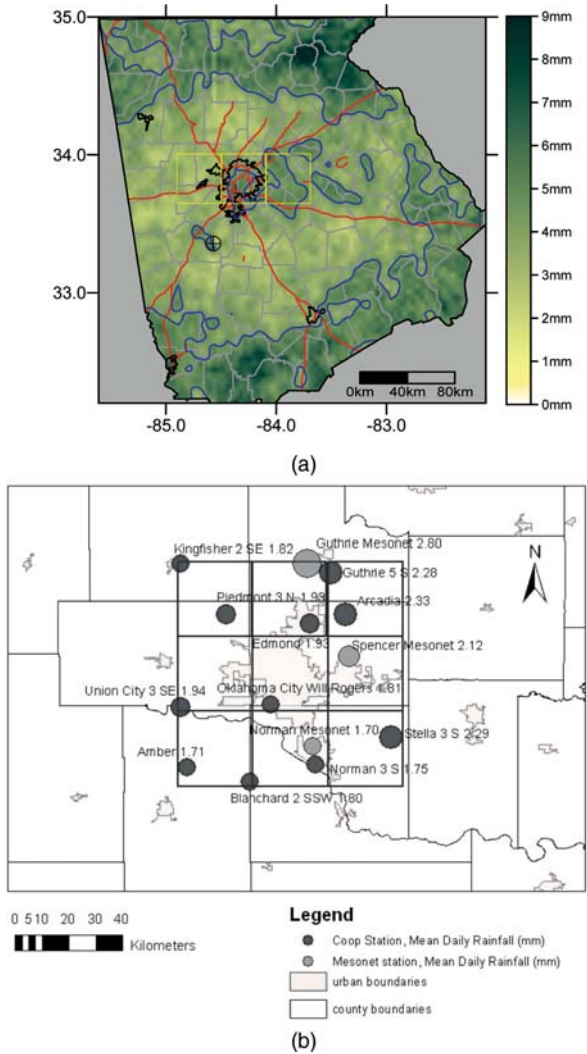 35.0
34.0
33.0
-85.0
-84.0
-83.0
0km
40km
80km
9mm
8mm
7mm
6mm
5mm
4mm
3mm
2mm
1mm
0mm
(a)
Guthrie Mesonet 2.80
Kingfisher 2 SE 1.82
Guthrie 5 S 2.28
Piedmont 3 N 1.99
Arcadia 2.33
Edmond 1.93
Spencer Mesonet 2.12
Union City 3 SE 1.94
Oklahoma City Will Rogers 1.81
Norman Mesonet 1.70
Stella 3 S 2.29
Amber 1.71
Norman 3 S 1.75
Blanchard 2 SSW 1.80
N
0 5 10 20 30 40
Kilometers
Legend
Coop Station, Mean Daily Rainfall (mm)
Mesonet station, Mean Daily Rainfall (mm)
urban boundaries
county boundaries
(b)